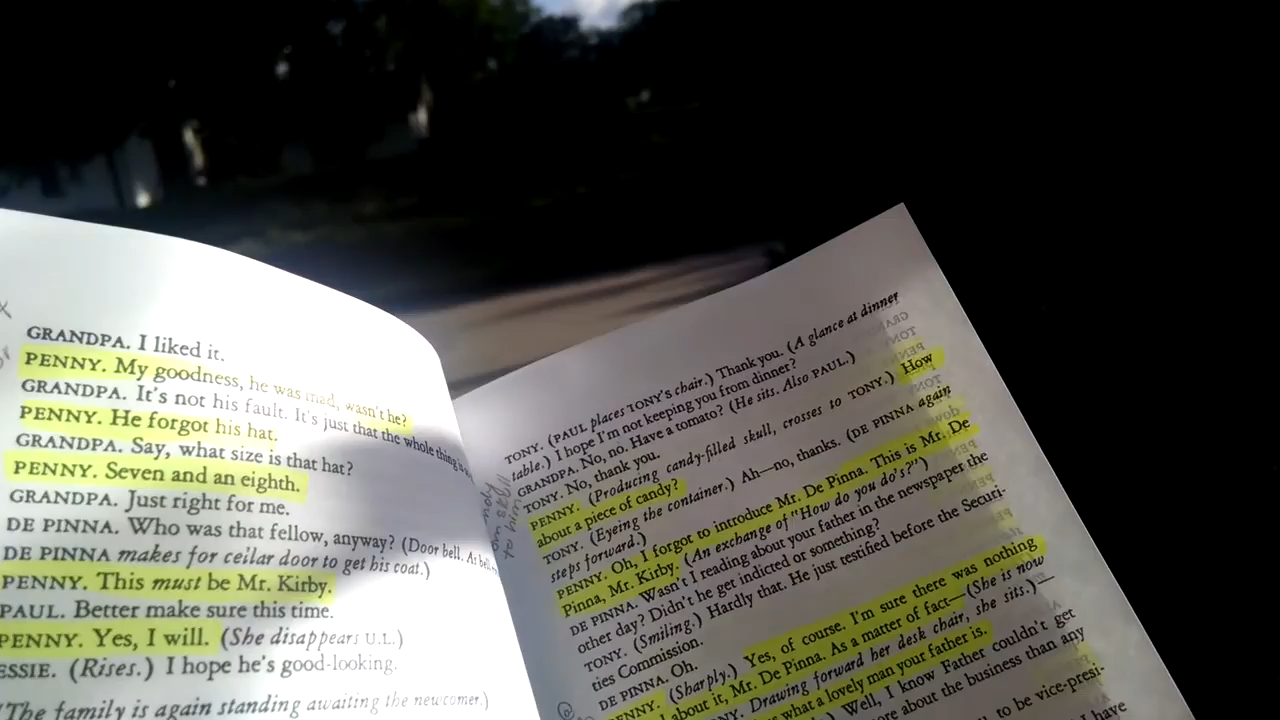 GRANDPA. I liked it.
PENNY. My goodness, he was mad, wasn't he?
GRANDPA. It's not his fault. It's just that the whole thing is
PENNY. He forgot his hat.
GRANDPA. Say, what size is that hat?
PENNY. Seven and an eighth.
GRANDPA. Just right for me.
DE PINNA. Who was that fellow, anyway? (Door bell. At bell,
DE PINNA makes for cellar door to get his coat.)
PENNY. This must be Mr. Kirby.
PAUL. Better make sure this time.
PENNY. Yes, I will. (She disappears U.L.)
ESSIE. (Rises.) I hope he's good-looking.
(The family is again standing awaiting the newcomer.)
TONY. (PAUL places TONY's chair.) Thank you. (A glance at dinner
table.) I hope I'm not keeping you from dinner?
GRANDPA. No, no. Have a tomato? (He sits. Also PAUL.)
TONY. No, thank you.
PENNY. (Producing candy-filled skull, crosses to TONY.) How
about a piece of candy?
TONY. (Eyeing the container.) Ah—no, thanks. (DE PINNA again
steps forward.)
PENNY. Oh, I forgot to introduce Mr. De Pinna. This is Mr. De
Pinna, Mr. Kirby. (An exchange of "How do you do's?")
DE PINNA. Wasn't I reading about your father in the newspaper the
other day? Didn't he get indicted or something?
TONY. (Smiling.) Hardly that. He just testified before the Securi-
ties Commission.
DE PINNA. Oh.
PENNY. (Sharply.) Yes, of course. I'm sure there was nothing
about it, Mr. De Pinna. As a matter of fact—(She is now
Drawing forward her desk chair, she sits.)—
what a lovely man your father is.
Well, I know Father couldn't get
more about the business than any
to be vice-presi-
I have